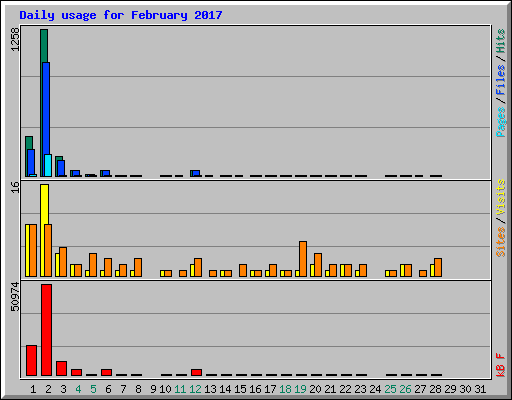 Daily usage for February 2017
1258
Pages/Files/Hits
16
Sites/Visits
50974
kB F
1 2 3 4 5 6 7 8 9 10 11 12 13 14 15 16 17 18 19 20 21 22 23 24 25 26 27 28 29 30 31